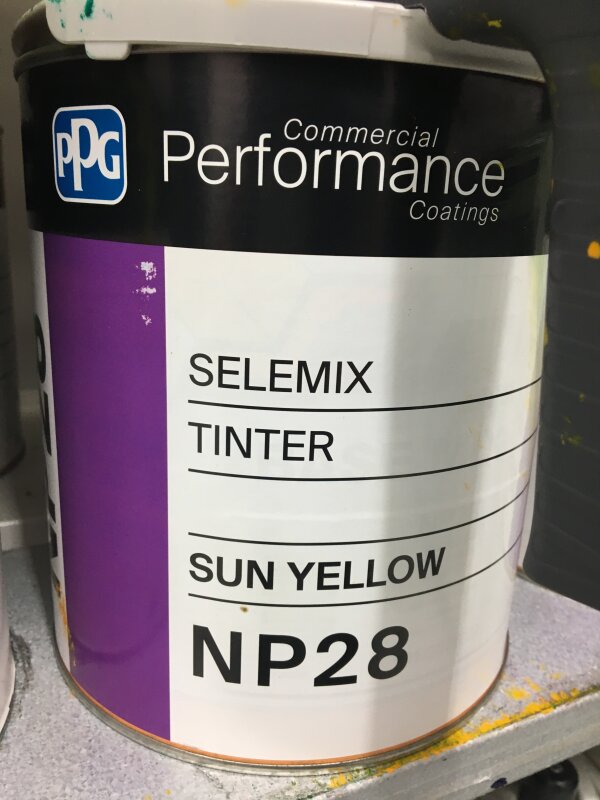 PPG
Commercial
Performance
Coatings
SELEMIX
TINTER
SUN YELLOW
NP28